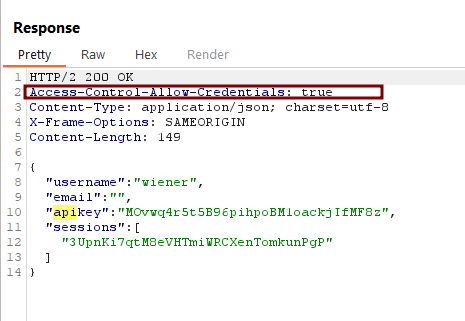 Response
Pretty Raw Hex Render
1 HTTP/2 200 OK
2 Access-Control-Allow-Credentials: true
3 Content-Type: application/json; charset=utf-8
4 X-Frame-Options: SAMEORIGIN
5 Content-Length: 149
6
7 {
8 "username":"wiener",
9 "email":"",
10 "apikey":"MOvwq4r5t5B96pihpoBM1oackjIfMF8z",
11 "sessions":[
12 "3UpnKi7qtM8eVHTmiWRCXenTomkunPgP"
13 ]
14 }